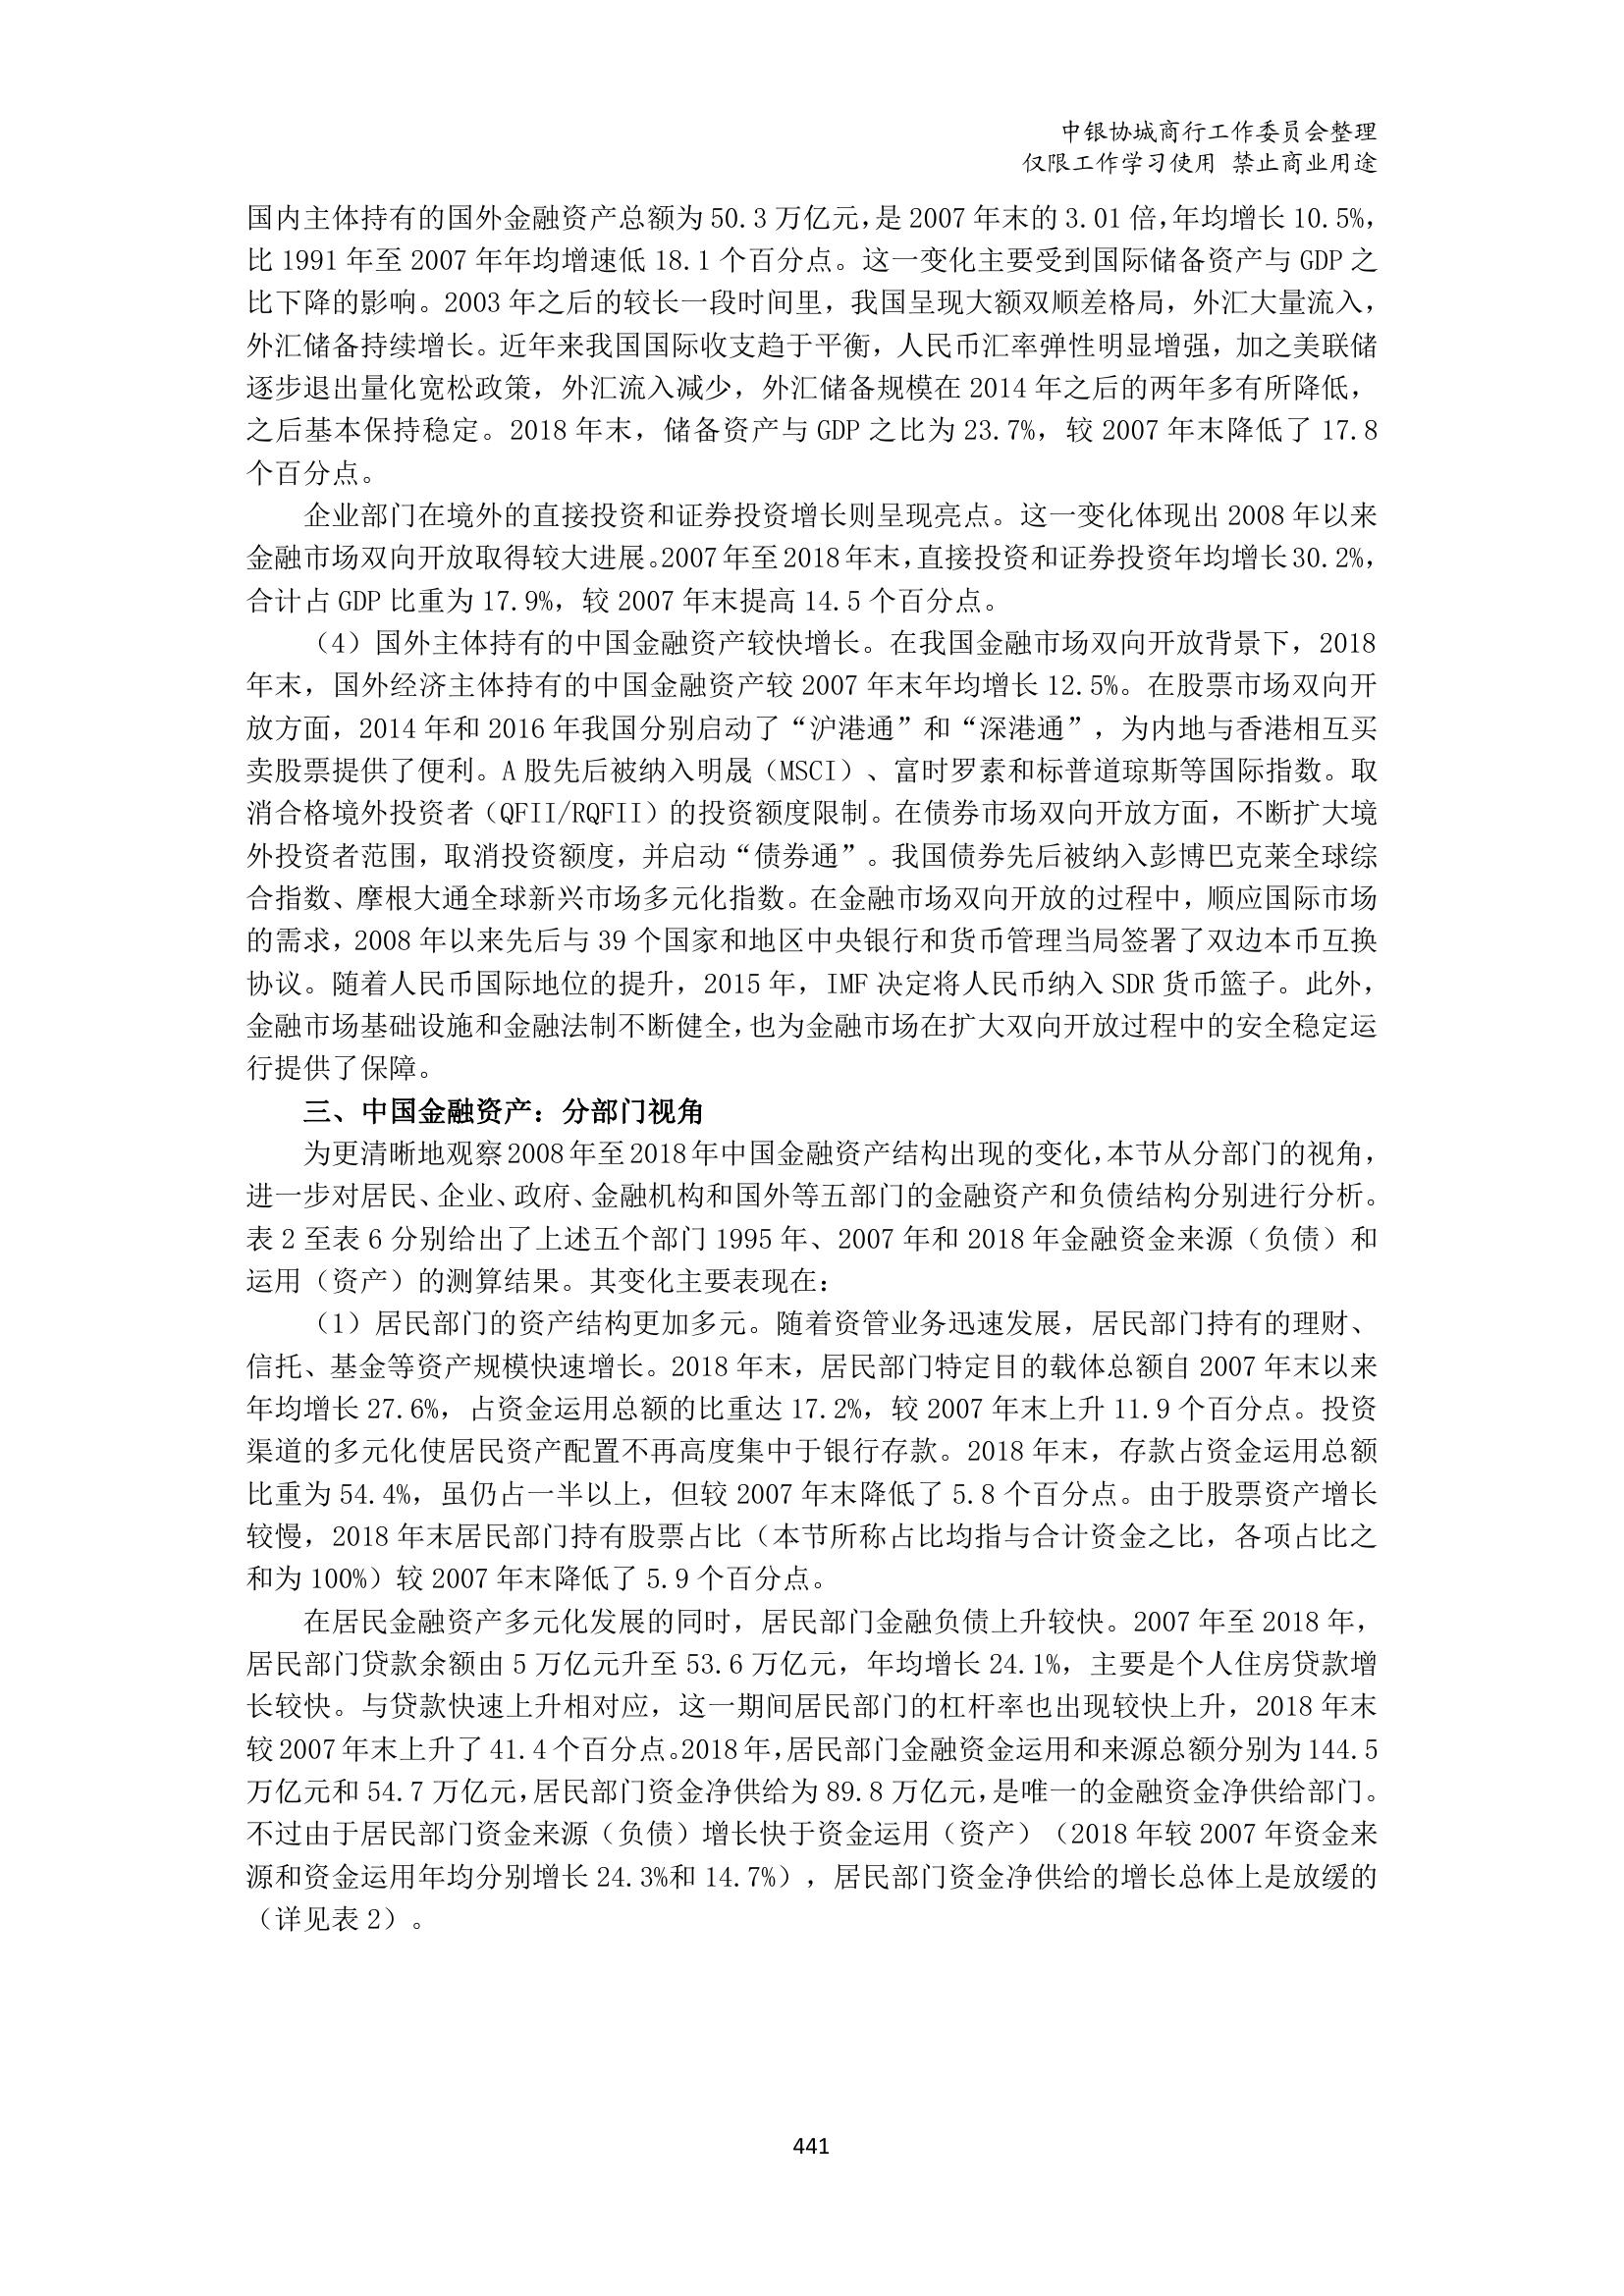 中银协城商行工作委员会整理
仅限工作学习使用 禁止商业用途
国内主体持有的国外金融资产总额为 50.3 万亿元，是 2007 年末的 3.01 倍，年均增长 10.5%，
比 1991 年至 2007 年年均增速低 18.1 个百分点。这一变化主要受到国际储备资产与 GDP 之
比下降的影响。2003 年之后的较长一段时间里，我国呈现大额双顺差格局，外汇大量流入，
外汇储备持续增长。近年来我国国际收支趋于平衡，人民币汇率弹性明显增强，加之美联储
逐步退出量化宽松政策，外汇流入减少，外汇储备规模在 2014 年之后的两年多有所降低，
之后基本保持稳定。2018 年末，储备资产与 GDP 之比为 23.7%，较 2007 年末降低了 17.8
个百分点。
企业部门在境外的直接投资和证券投资增长则呈现亮点。这一变化体现出 2008 年以来
金融市场双向开放取得较大进展。2007 年至 2018 年末，直接投资和证券投资年均增长 30.2%，
合计占 GDP 比重为 17.9%，较 2007 年末提高 14.5 个百分点。
（4）国外主体持有的中国金融资产较快增长。在我国金融市场双向开放背景下，2018
年末，国外经济主体持有的中国金融资产较 2007 年末年均增长 12.5%。在股票市场双向开
放方面，2014 年和 2016 年我国分别启动了“沪港通”和“深港通”，为内地与香港相互买
卖股票提供了便利。A 股先后被纳入明晟（MSCI）、富时罗素和标普道琼斯等国际指数。取
消合格境外投资者（QFII/RQFII）的投资额度限制。在债券市场双向开放方面，不断扩大境
外投资者范围，取消投资额度，并启动“债券通”。我国债券先后被纳入彭博巴克莱全球综
合指数、摩根大通全球新兴市场多元化指数。在金融市场双向开放的过程中，顺应国际市场
的需求，2008 年以来先后与 39 个国家和地区中央银行和货币管理当局签署了双边本币互换
协议。随着人民币国际地位的提升，2015 年，IMF 决定将人民币纳入 SDR 货币篮子。此外，
金融市场基础设施和金融法制不断健全，也为金融市场在扩大双向开放过程中的安全稳定运
行提供了保障。
三、中国金融资产：分部门视角
为更清晰地观察 2008 年至 2018 年中国金融资产结构出现的变化，本节从分部门的视角，
进一步对居民、企业、政府、金融机构和国外等五部门的金融资产和负债结构分别进行分析。
表 2 至表 6 分别给出了上述五个部门 1995 年、2007 年和 2018 年金融资金来源（负债）和
运用（资产）的测算结果。其变化主要表现在：
（1）居民部门的资产结构更加多元。随着资管业务迅速发展，居民部门持有的理财、
信托、基金等资产规模快速增长。2018 年末，居民部门特定目的载体总额自 2007 年末以来
年均增长 27.6%，占资金运用总额的比重达 17.2%，较 2007 年末上升 11.9 个百分点。投资
渠道的多元化使居民资产配置不再高度集中于银行存款。2018 年末，存款占资金运用总额
比重为 54.4%，虽仍占一半以上，但较 2007 年末降低了 5.8 个百分点。由于股票资产增长
较慢，2018 年末居民部门持有股票占比（本节所称占比均指与合计资金之比，各项占比之
和为 100%）较 2007 年末降低了 5.9 个百分点。
在居民金融资产多元化发展的同时，居民部门金融负债上升较快。2007 年至 2018 年，
居民部门贷款余额由 5 万亿元升至 53.6 万亿元，年均增长 24.1%，主要是个人住房贷款增
长较快。与贷款快速上升相对应，这一期间居民部门的杠杆率也出现较快上升，2018 年末
较 2007 年末上升了 41.4 个百分点。2018 年，居民部门金融资金运用和来源总额分别为 144.5
万亿元和 54.7 万亿元，居民部门资金净供给为 89.8 万亿元，是唯一的金融资金净供给部门。
不过由于居民部门资金来源（负债）增长快于资金运用（资产）（2018 年较 2007 年资金来
源和资金运用年均分别增长 24.3%和 14.7%），居民部门资金净供给的增长总体上是放缓的
（详见表 2）。
441